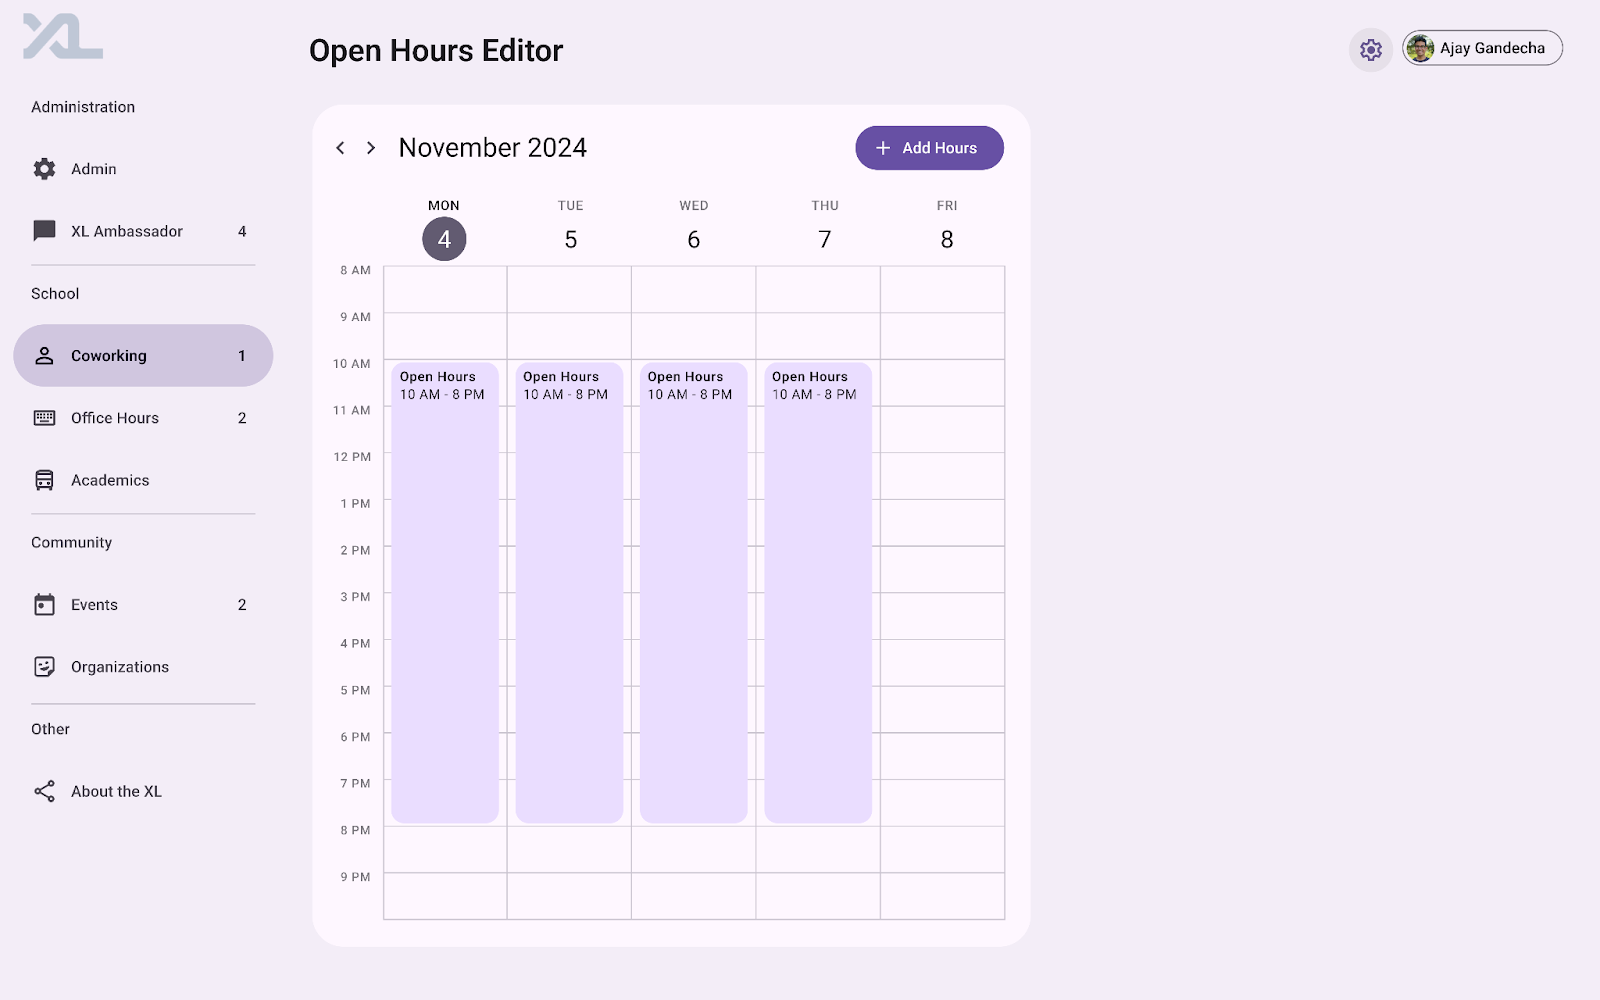 XL
Open Hours Editor
Ajay Gandecha
Administration
Admin
XL Ambassador 4
School
Coworking 1
Office Hours 2
Academics
Community
Events 2
Organizations
Other
About the XL
November 2024
+ Add Hours
MON TUE WED THU FRI
4 5 6 7 8
8 AM
9 AM
10 AM
Open Hours Open Hours Open Hours Open Hours
10 AM - 8 PM 10 AM - 8 PM 10 AM - 8 PM 10 AM - 8 PM
11 AM
12 PM
1 PM
2 PM
3 PM
4 PM
5 PM
6 PM
7 PM
8 PM
9 PM